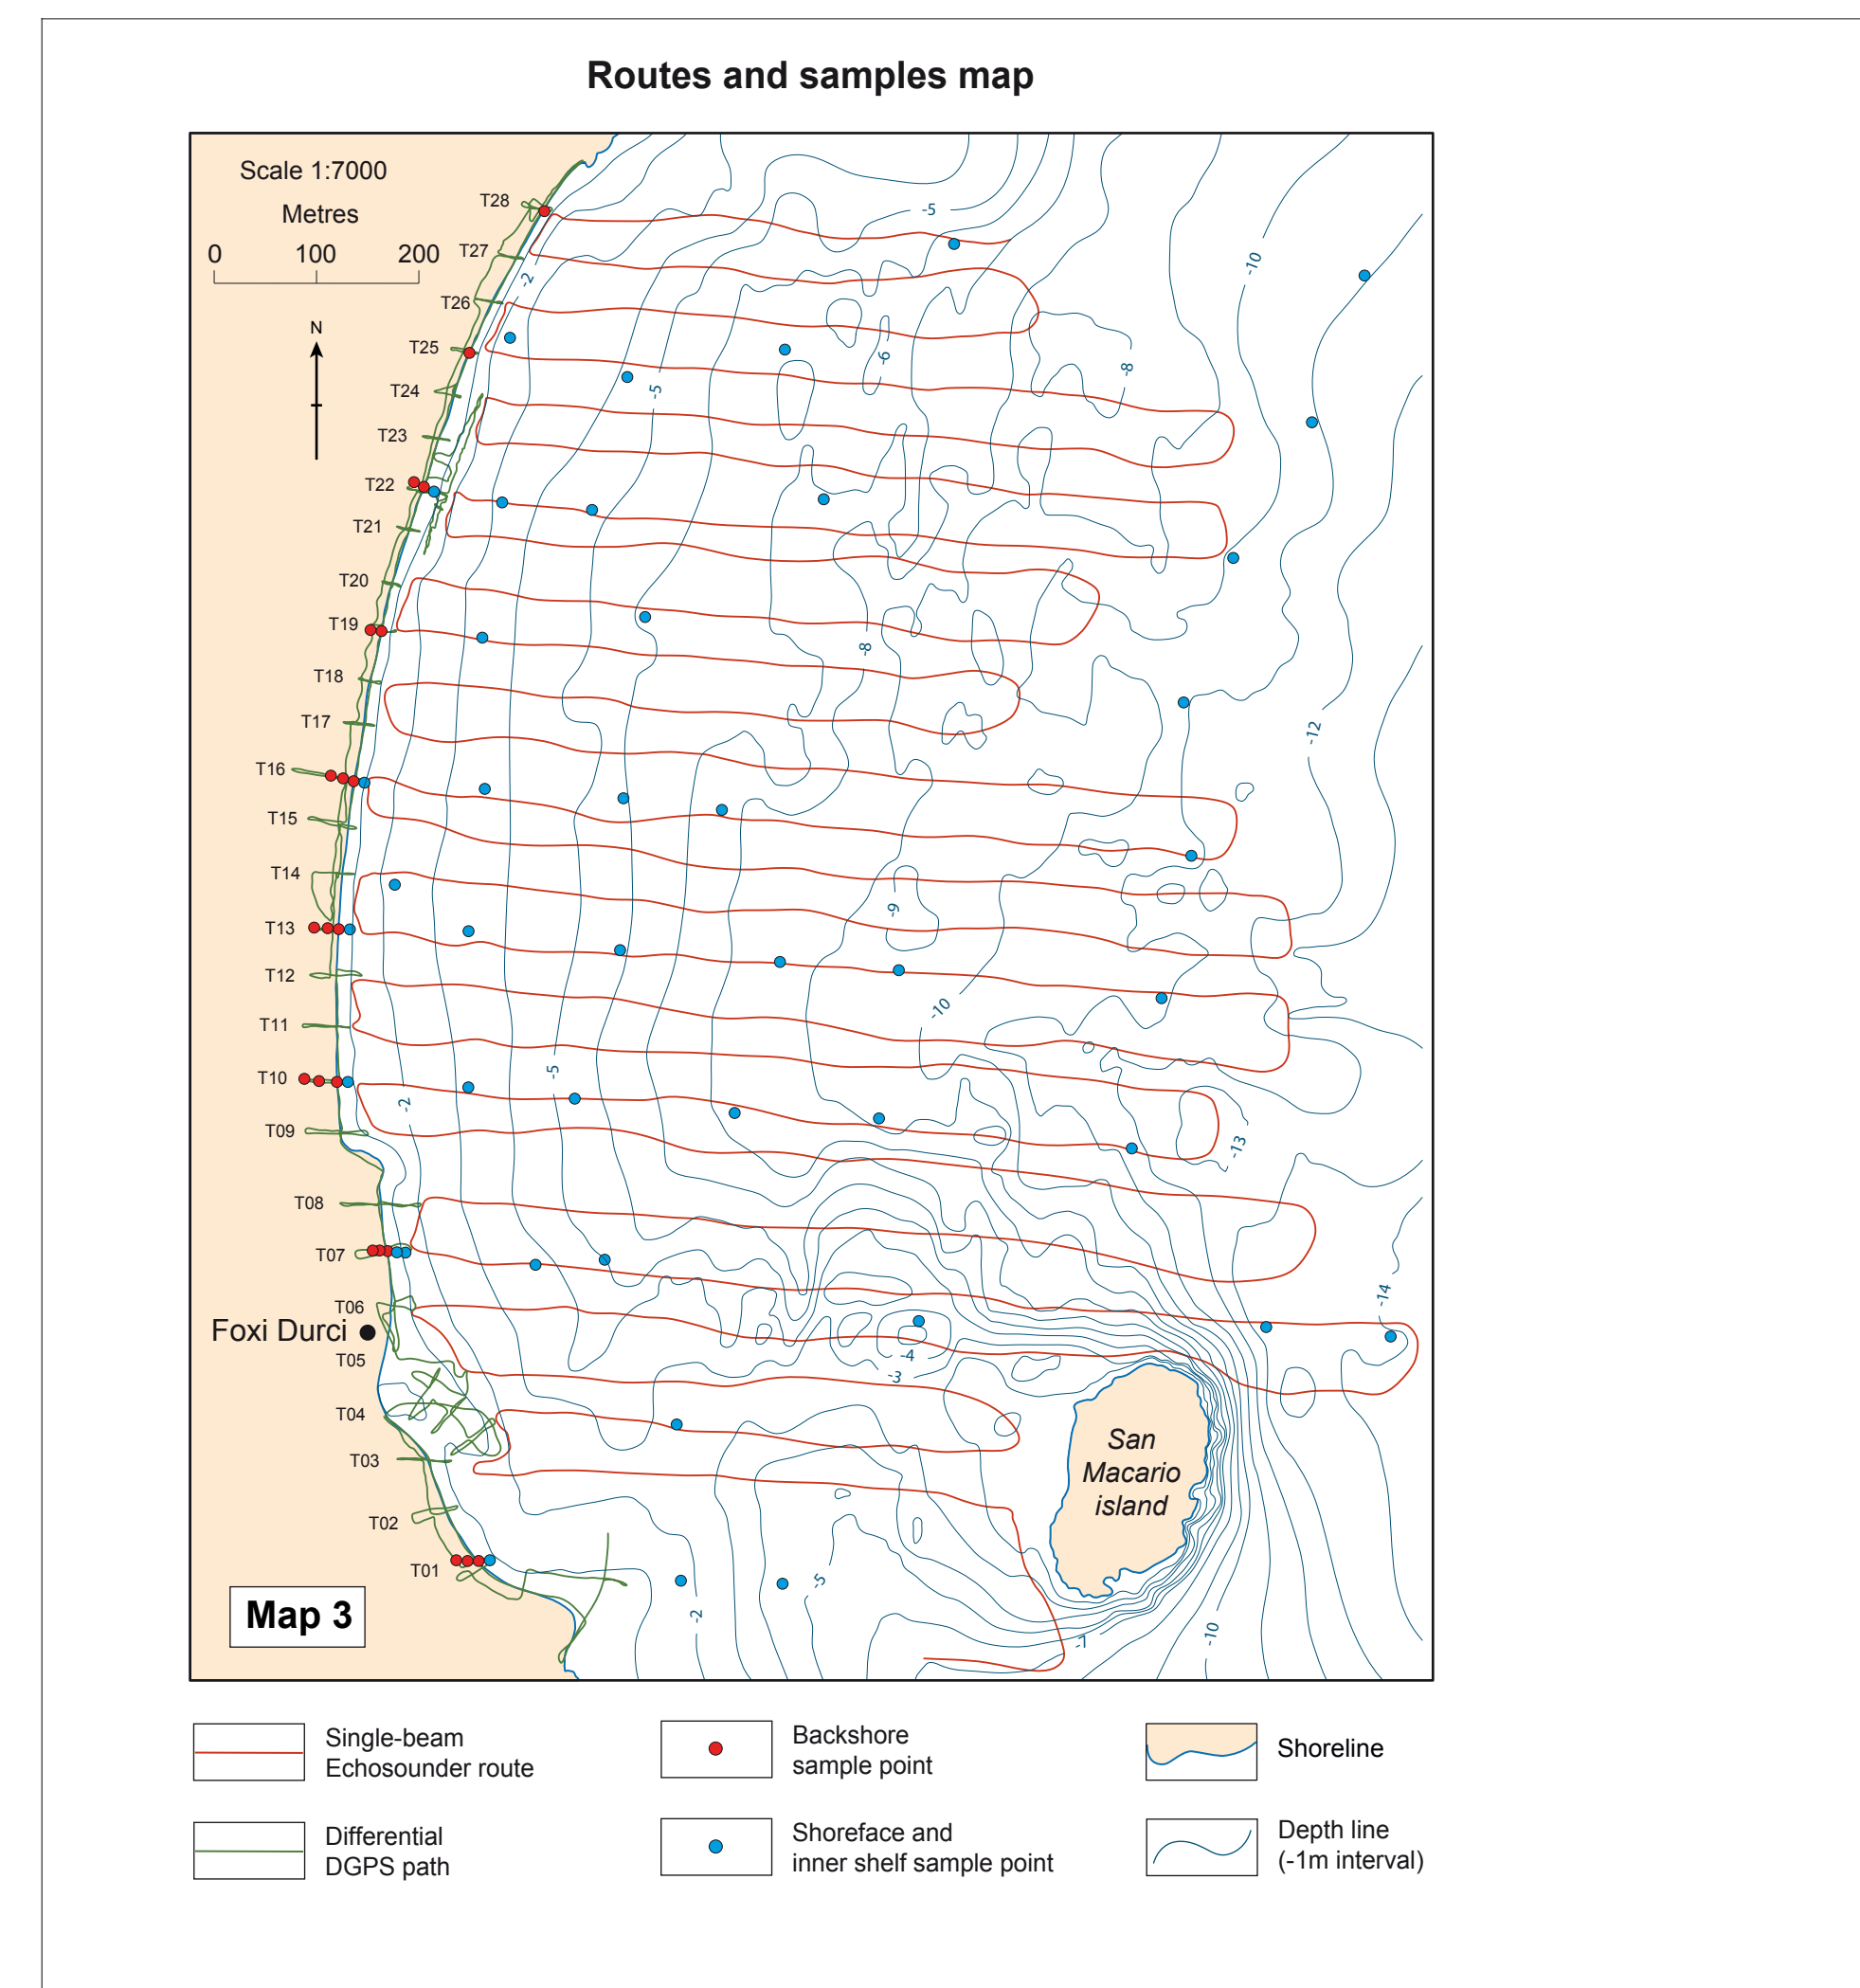 Routes and samples map
Scale 1:7000
Metres
0 100 200
N
T28
T27
T26
T25
T24
T23
T22
T21
T20
T19
T18
T17
T16
T15
T14
T13
T12
T11
T10
T09
T08
T07
T06
Foxi Durci
T05
T04
T03
T02
T01
-5
-10
-2
-6
-8
-5
-8
-12
-9
-10
-5
-2
-13
-14
-4
-3
San
Macario
island
-5
-2
-7
-10
Map 3
Single-beam
Echosounder route
Backshore
sample point
Shoreline
Differential
DGPS path
Shoreface and
inner shelf sample point
Depth line
(-1m interval)